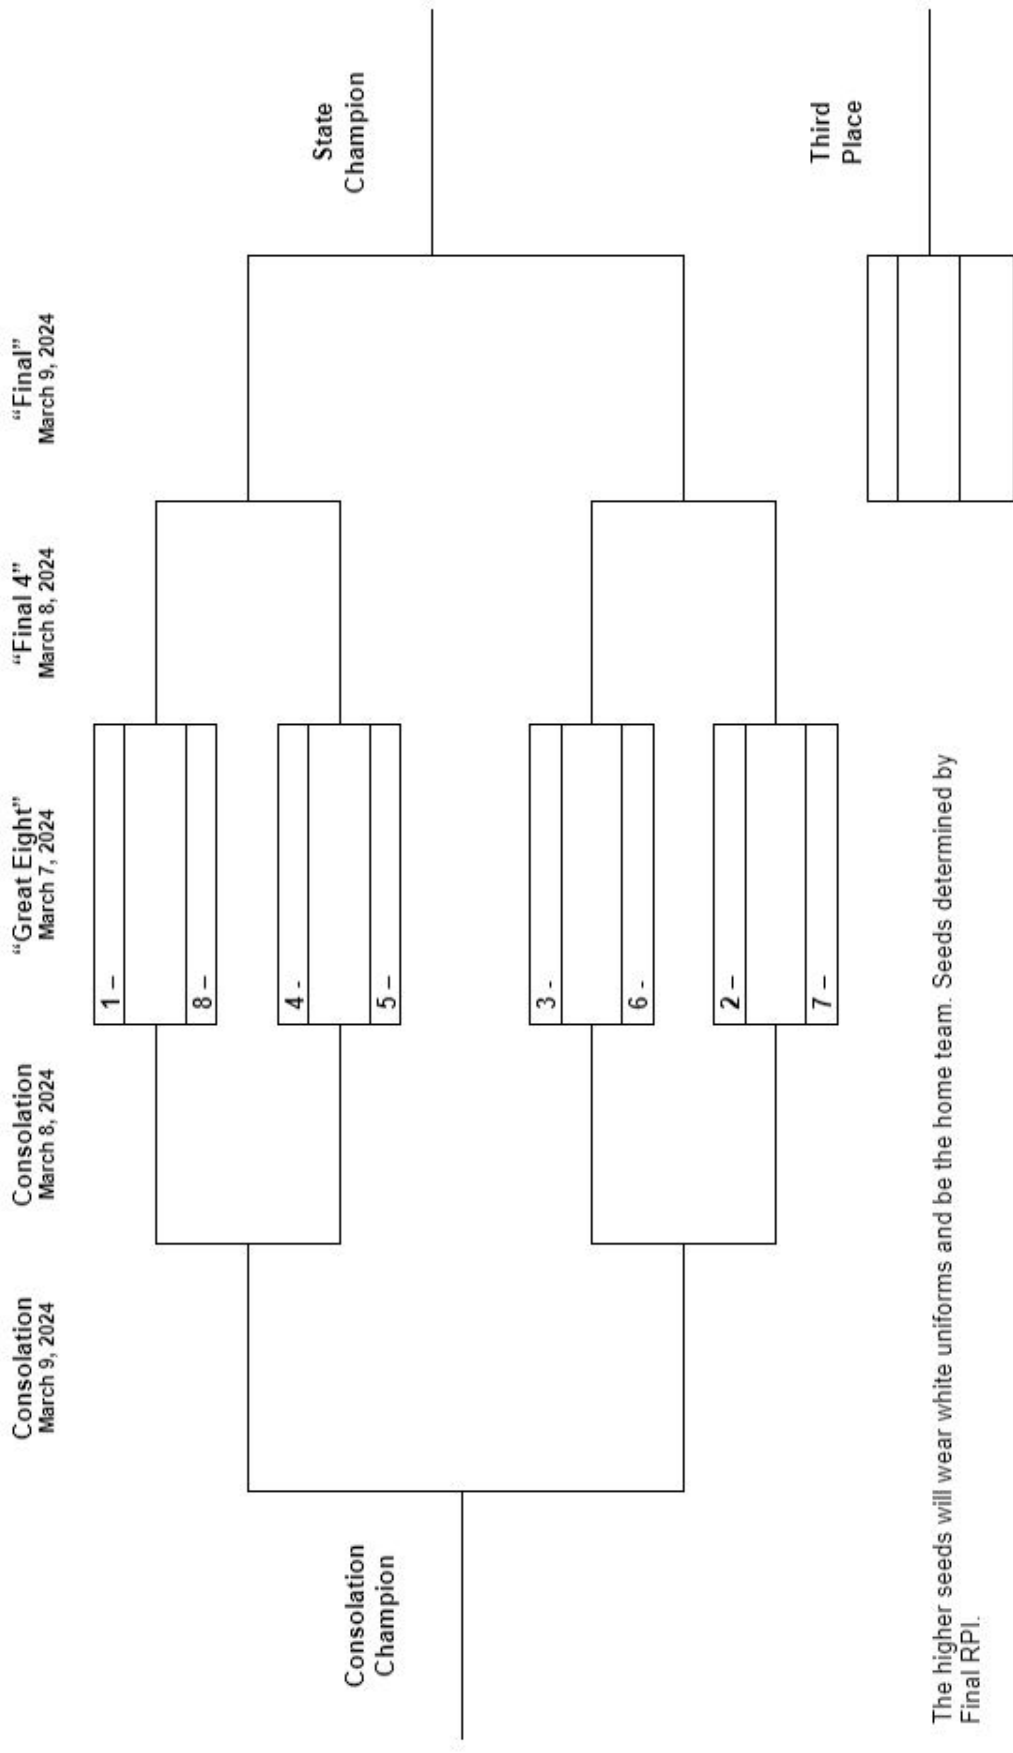 Consolation
March 9, 2024
Consolation
March 8, 2024
“Great Eight”
March 7, 2024
“Final 4”
March 8, 2024
“Final”
March 9, 2024
1 –
8 –
4 -
5 –
3 -
6 -
2 –
7 –
Consolation
Champion
State
Champion
Third
Place
The higher seeds will wear white uniforms and be the home team. Seeds determined by
Final RPI.